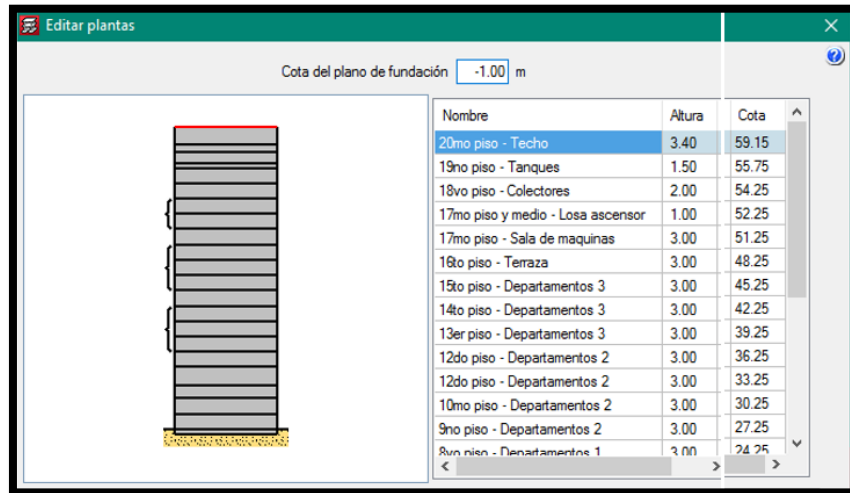 Editar plantas
Cota del plano de fundación -1.00 m
Nombre Altura Cota
20mo piso - Techo 3.40 59.15
19no piso - Tanques 1.50 55.75
18vo piso - Colectores 2.00 54.25
17mo piso y medio - Losa ascensor 1.00 52.25
17mo piso - Sala de maquinas 3.00 51.25
16to piso - Terraza 3.00 48.25
15to piso - Departamentos 3 3.00 45.25
14to piso - Departamentos 3 3.00 42.25
13er piso - Departamentos 3 3.00 39.25
12do piso - Departamentos 2 3.00 36.25
12do piso - Departamentos 2 3.00 33.25
10mo piso - Departamentos 2 3.00 30.25
9no piso - Departamentos 2 3.00 27.25
8vo piso - Departamentos 1 3.00 24.25